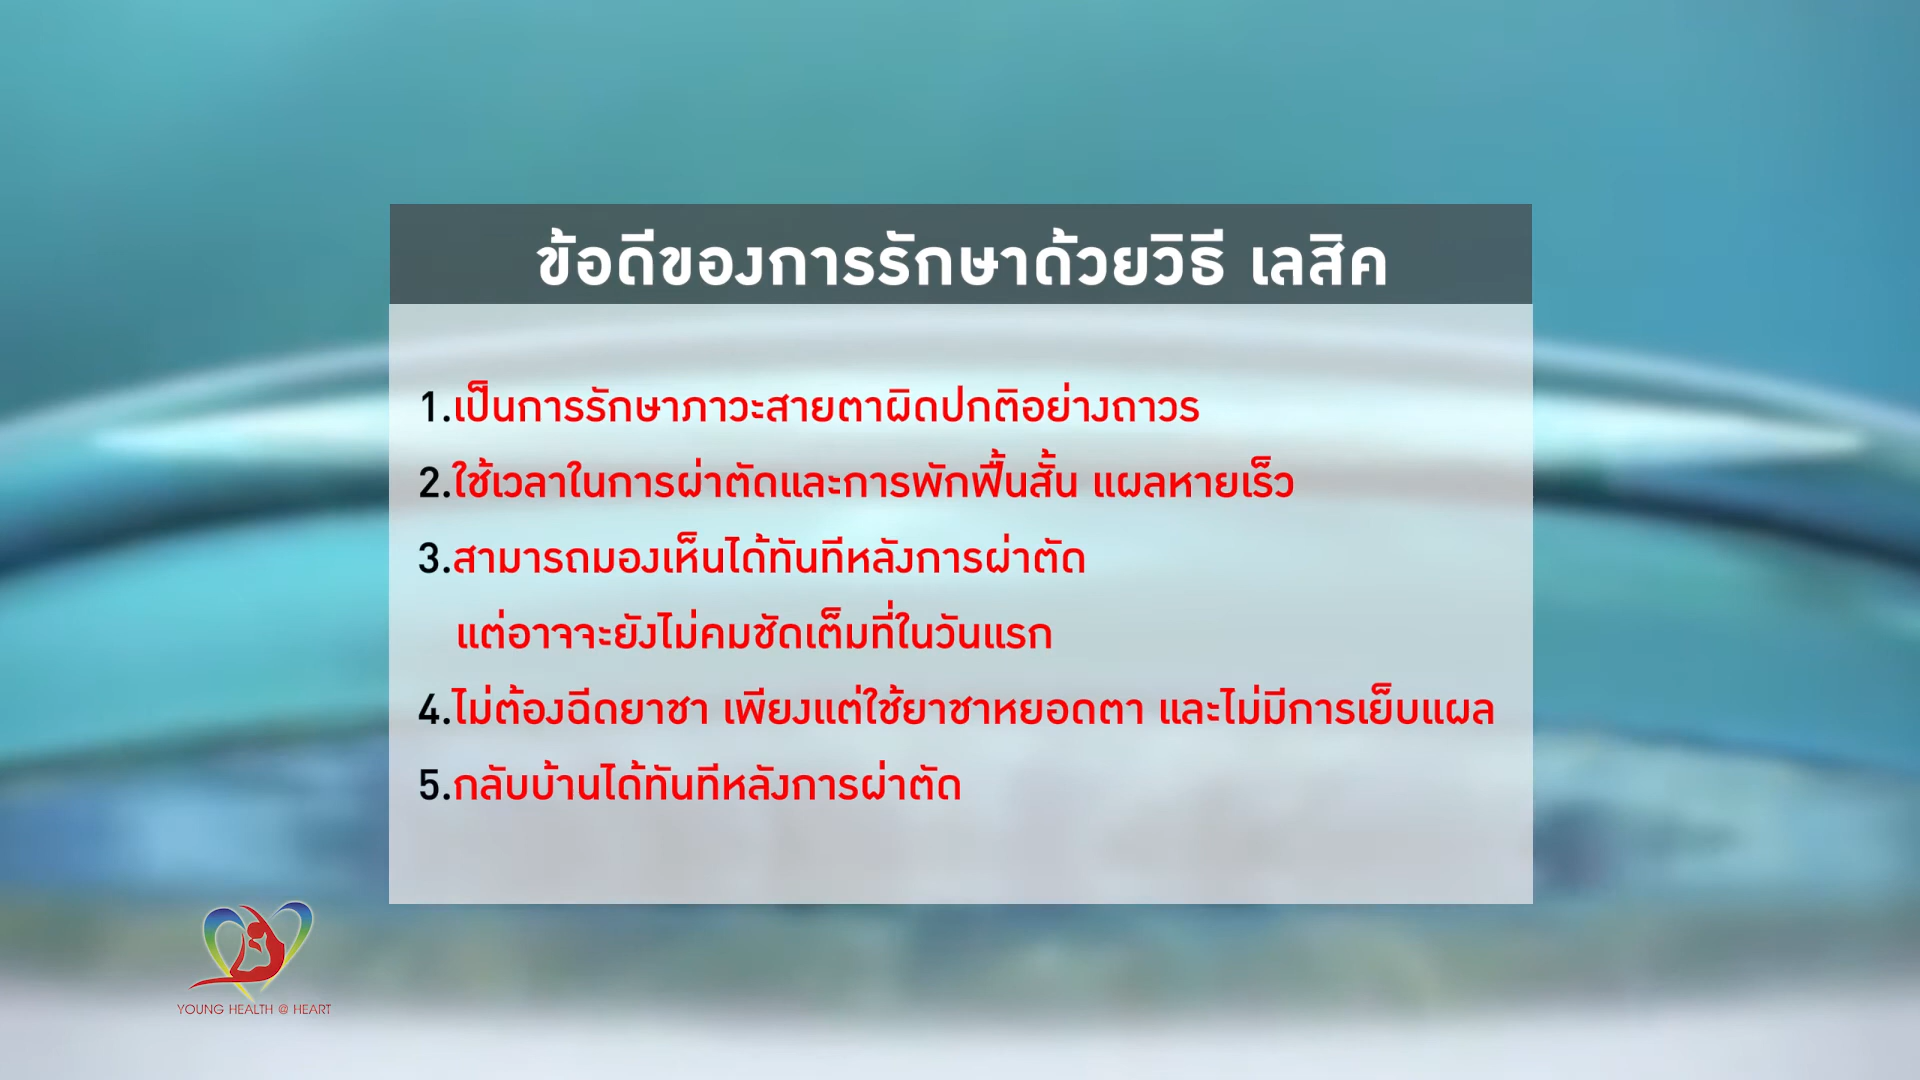 ข้อดีของการรักษาด้วยวิธี เลสิค
1.เป็นการรักษาภาวะสายตาผิดปกติอย่างถาวร
2.ใช้เวลาในการผ่าตัดและการพักฟื้นสั้น แผลหายเร็ว
3.สามารถมองเห็นได้ทันทีหลังการผ่าตัด
แต่อาจจะยังไม่คมชัดเต็มที่ในวันแรก
4.ไม่ต้องฉีดยาชา เพียงแต่ใช้ยาชาหยอดตา และไม่มีการเย็บแผล
5.กลับบ้านได้ทันทีหลังการผ่าตัด
YOUNG HEALTH @ HEART